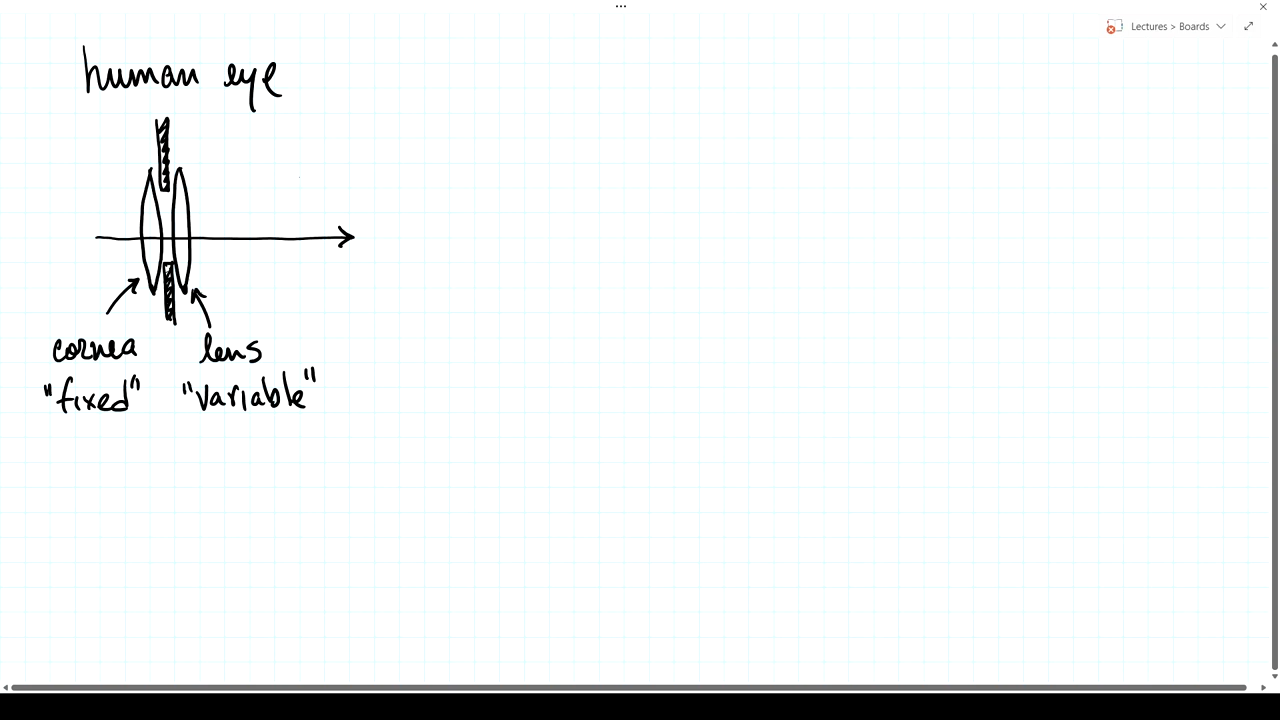 Lectures > Boards
human eye
cornea lens
"fixed" "variable"